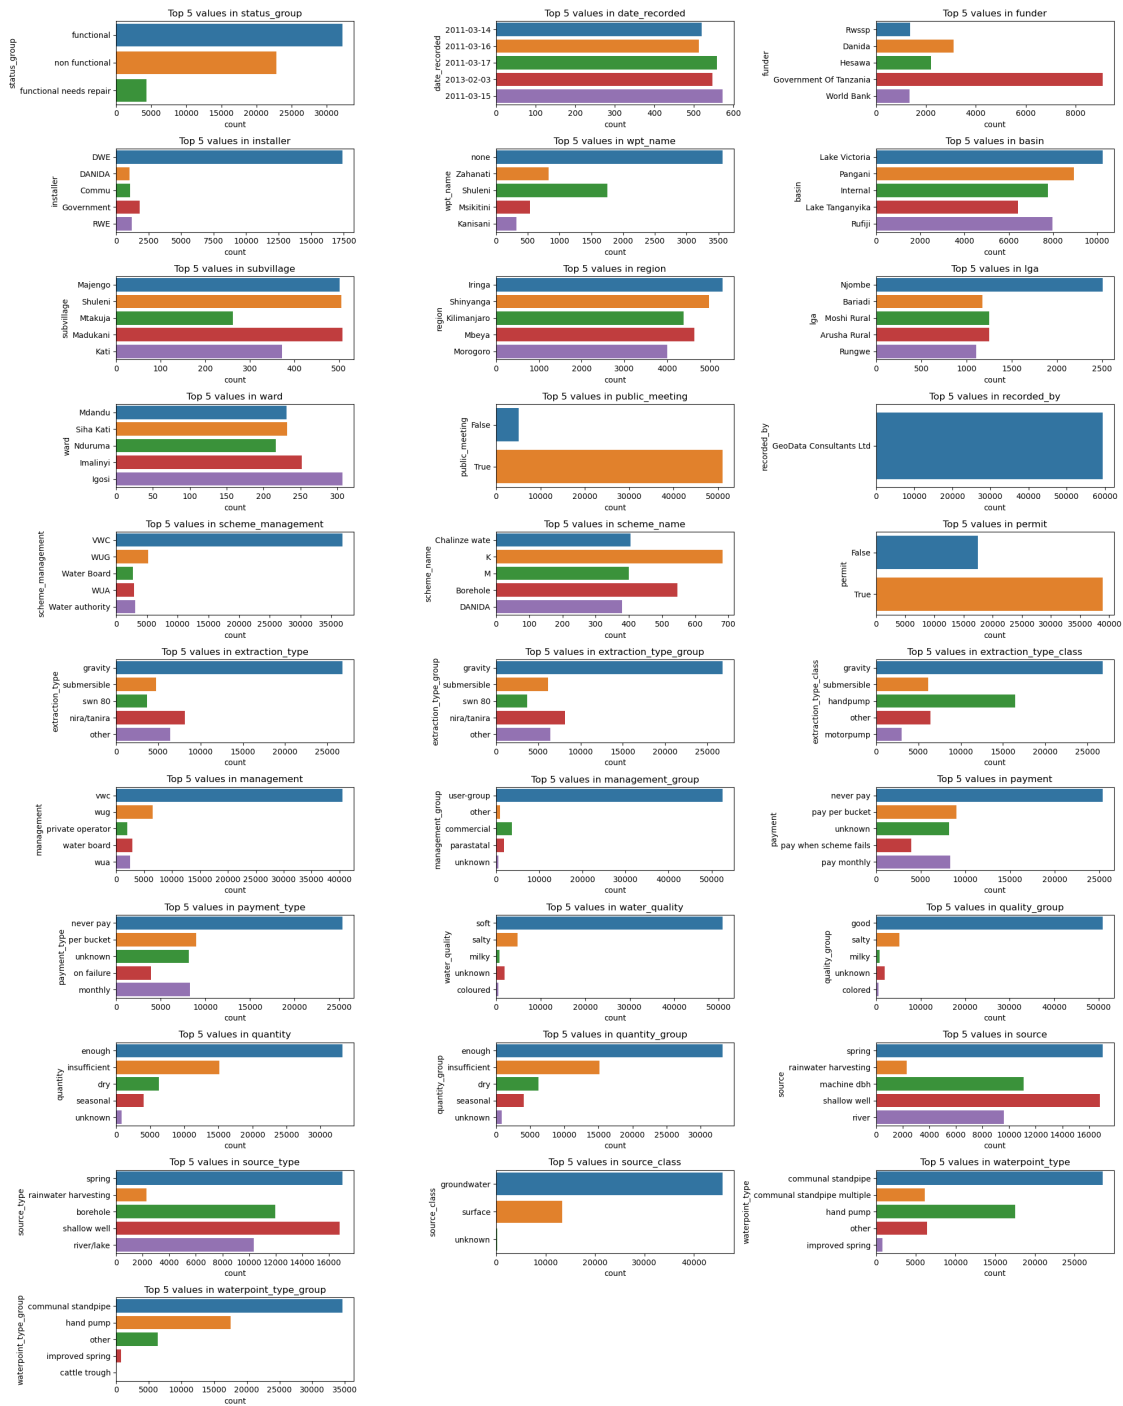 Top 5 values in status_group
status_group
functional
non functional
functional needs repair
0 5000 10000 15000 20000 25000 30000
count
Top 5 values in date_recorded
date_recorded
2011-03-14
2011-03-16
2011-03-17
2013-02-03
2011-03-15
0 100 200 300 400 500 600
count
Top 5 values in funder
funder
Rwssp
Danida
Hesawa
Government Of Tanzania
World Bank
0 2000 4000 6000 8000
count
Top 5 values in installer
installer
DWE
DANIDA
Commu
Government
RWE
0 2500 5000 7500 10000 12500 15000 17500
count
Top 5 values in wpt_name
wpt_name
none
Zahanati
Shuleni
Msikitini
Kanisani
0 500 1000 1500 2000 2500 3000 3500
count
Top 5 values in basin
basin
Lake Victoria
Pangani
Internal
Lake Tanganyika
Rufiji
0 2000 4000 6000 8000 10000
count
Top 5 values in subvillage
subvillage
Majengo
Shuleni
Mtakuja
Madukani
Kati
0 100 200 300 400 500
count
Top 5 values in region
region
Iringa
Shinyanga
Kilimanjaro
Mbeya
Morogoro
0 1000 2000 3000 4000 5000
count
Top 5 values in lga
lga
Njombe
Bariadi
Moshi Rural
Arusha Rural
Rungwe
0 500 1000 1500 2000 2500
count
Top 5 values in ward
ward
Mdandu
Siha Kati
Nduruma
Imalinyi
Igosi
0 50 100 150 200 250 300
count
Top 5 values in public_meeting
public_meeting
False
True
0 10000 20000 30000 40000 50000
count
Top 5 values in recorded_by
recorded_by
GeoData Consultants Ltd
0 10000 20000 30000 40000 50000 60000
count
Top 5 values in scheme_management
scheme_management
VWC
WUG
Water Board
WUA
Water authority
0 5000 10000 15000 20000 25000 30000 35000
count
Top 5 values in scheme_name
scheme_name
Chalinze wate
K
M
Borehole
DANIDA
0 100 200 300 400 500 600 700
count
Top 5 values in permit
permit
False
True
0 5000 10000 15000 20000 25000 30000 35000 40000
count
Top 5 values in extraction_type
extraction_type
gravity
submersible
swn 80
nira/tanira
other
0 5000 10000 15000 20000 25000
count
Top 5 values in extraction_type_group
extraction_type_group
gravity
submersible
swn 80
nira/tanira
other
0 5000 10000 15000 20000 25000
count
Top 5 values in extraction_type_class
extraction_type_class
gravity
submersible
handpump
other
motorpump
0 5000 10000 15000 20000 25000
count
Top 5 values in management
management
vwc
wug
private operator
water board
wua
0 5000 10000 15000 20000 25000 30000 35000 40000
count
Top 5 values in management_group
management_group
user-group
other
commercial
parastatal
unknown
0 10000 20000 30000 40000 50000
count
Top 5 values in payment
payment
never pay
pay per bucket
unknown
pay when scheme fails
pay monthly
0 5000 10000 15000 20000 25000
count
Top 5 values in payment_type
payment_type
never pay
per bucket
unknown
on failure
monthly
0 5000 10000 15000 20000 25000
count
Top 5 values in water_quality
water_quality
soft
salty
milky
unknown
coloured
0 10000 20000 30000 40000 50000
count
Top 5 values in quality_group
quality_group
good
salty
milky
unknown
colored
0 10000 20000 30000 40000 50000
count
Top 5 values in quantity
quantity
enough
insufficient
dry
seasonal
unknown
0 5000 10000 15000 20000 25000 30000
count
Top 5 values in quantity_group
quantity_group
enough
insufficient
dry
seasonal
unknown
0 5000 10000 15000 20000 25000 30000
count
Top 5 values in source
source
spring
rainwater harvesting
machine dbh
shallow well
river
0 2000 4000 6000 8000 10000 12000 14000 16000
count
Top 5 values in source_type
source_type
spring
rainwater harvesting
borehole
shallow well
river/lake
0 2000 4000 6000 8000 10000 12000 14000 16000
count
Top 5 values in source_class
source_class
groundwater
surface
unknown
0 10000 20000 30000 40000
count
Top 5 values in waterpoint_type
waterpoint_type
communal standpipe
communal standpipe multiple
hand pump
other
improved spring
0 5000 10000 15000 20000 25000
count
Top 5 values in waterpoint_type_group
waterpoint_type_group
communal standpipe
hand pump
other
improved spring
cattle trough
0 5000 10000 15000 20000 25000 30000 35000
count